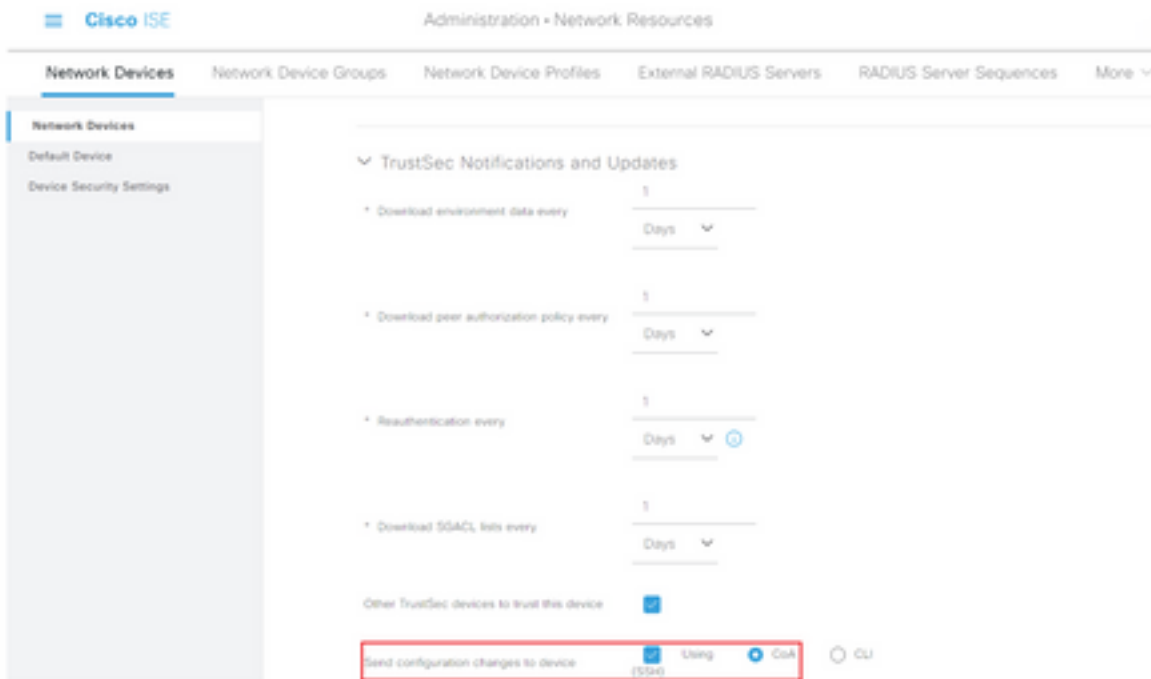 Cisco ISE
Administration • Network Resources
Network Devices Network Device Groups Network Device Profiles External RADIUS Servers RADIUS Server Sequences More
Network Devices
Default Device
Device Security Settings
TrustSec Notifications and Updates
1
* Download environment data every
Days
1
* Download peer authorization policy every
Days
1
* Reauthentication every
Days
1
* Download SGACL lists every
Days
Other TrustSec devices to trust this device
Send configuration changes to device Using CoA CLI
(SSH)